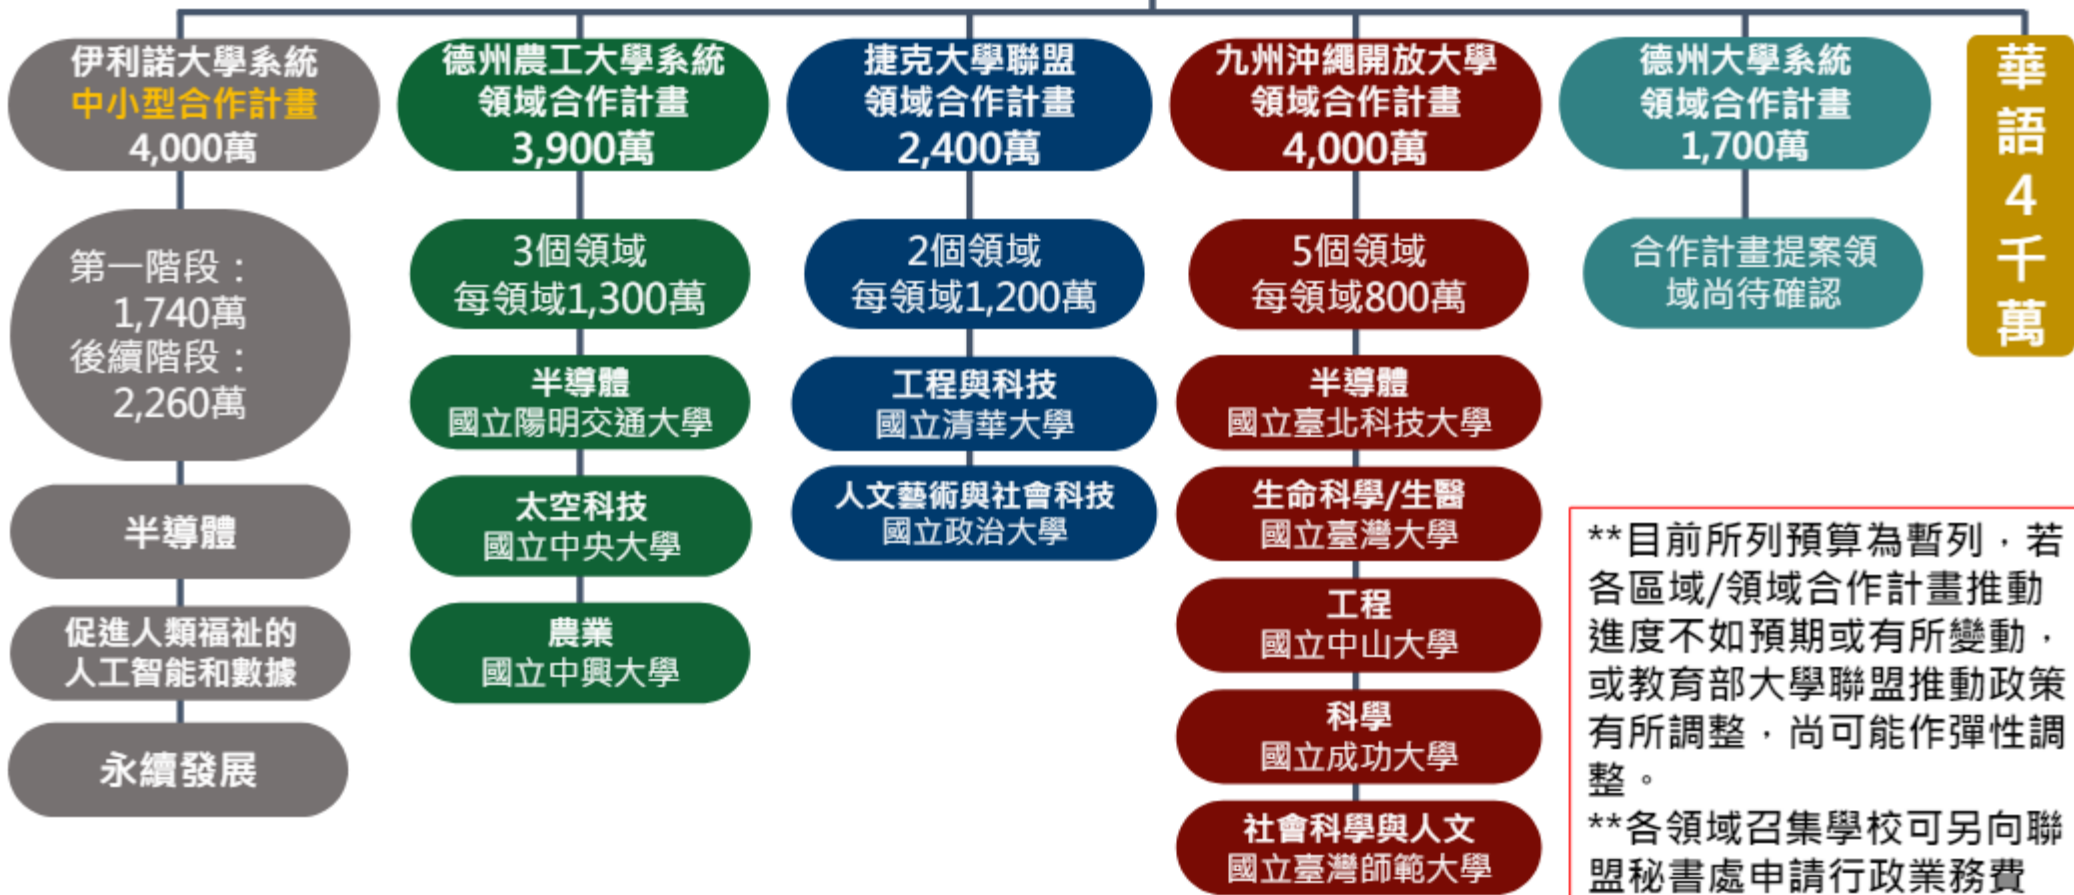 伊利諾大學系統
中小型合作計畫
4,000萬
第一階段：
1,740萬
後續階段：
2,260萬
半導體
促進人類福祉的
人工智能和數據
永續發展
德州農工大學系統
領域合作計畫
3,900萬
3個領域
每領域1,300萬
半導體
國立陽明交通大學
太空科技
國立中央大學
農業
國立中興大學
捷克大學聯盟
領域合作計畫
2,400萬
2個領域
每領域1,200萬
工程與科技
國立清華大學
人文藝術與社會科技
國立政治大學
九州沖繩開放大學
領域合作計畫
4,000萬
5個領域
每領域800萬
半導體
國立臺北科技大學
生命科學/生醫
國立臺灣大學
工程
國立中山大學
科學
國立成功大學
社會科學與人文
國立臺灣師範大學
德州大學系統
領域合作計畫
1,700萬
合作計畫提案領
域尚待確認
華語4千萬
**目前所列預算為暫列，若
各區域/領域合作計畫推動
進度不如預期或有所變動，
或教育部大學聯盟推動政策
有所調整，尚可能作彈性調
整。
**各領域召集學校可另向聯
盟秘書處申請行政業務費